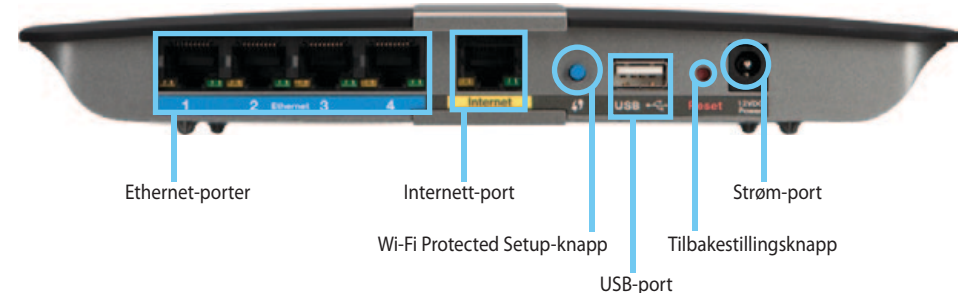 1 2 Ethernet 3 4
Internet
USB
Reset
12VDC
Power
Ethernet-porter
Internett-port
Strøm-port
Wi-Fi Protected Setup-knapp
Tilbakestillingsknapp
USB-port